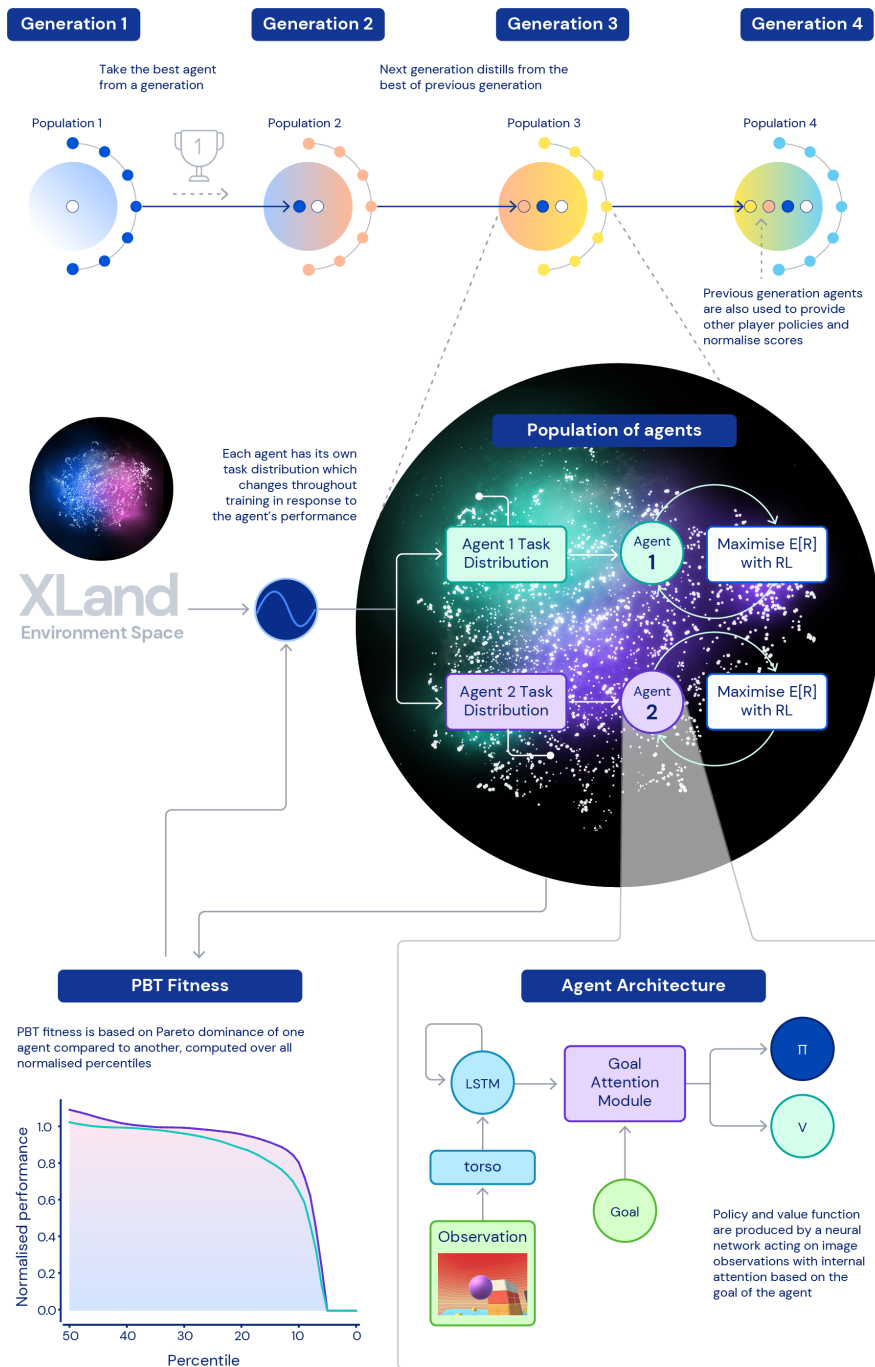 Generation 1
Generation 2
Generation 3
Generation 4
Take the best agent
from a generation
Next generation distills from the
best of previous generation
Population 1
Population 2
Population 3
Population 4
1
Previous generation agents
are also used to provide
other player policies and
normalise scores
Population of agents
Each agent has its own
task distribution which
changes throughout
training in response to
the agent's performance
Agent 1 Task
Distribution
Agent
1
Maximise E[R]
with RL
XLand
Environment Space
Agent 2 Task
Distribution
Agent
2
Maximise E[R]
with RL
PBT Fitness
PBT fitness is based on Pareto dominance of one
agent compared to another, computed over all
normalised percentiles
Normalised performance
1.0
0.8
0.6
0.4
0.2
0.0
50
40
30
20
10
0
Percentile
Agent Architecture
LSTM
Goal
Attention
Module
π
V
torso
Goal
Observation
Policy and value function
are produced by a neural
network acting on image
observations with internal
attention based on the
goal of the agent